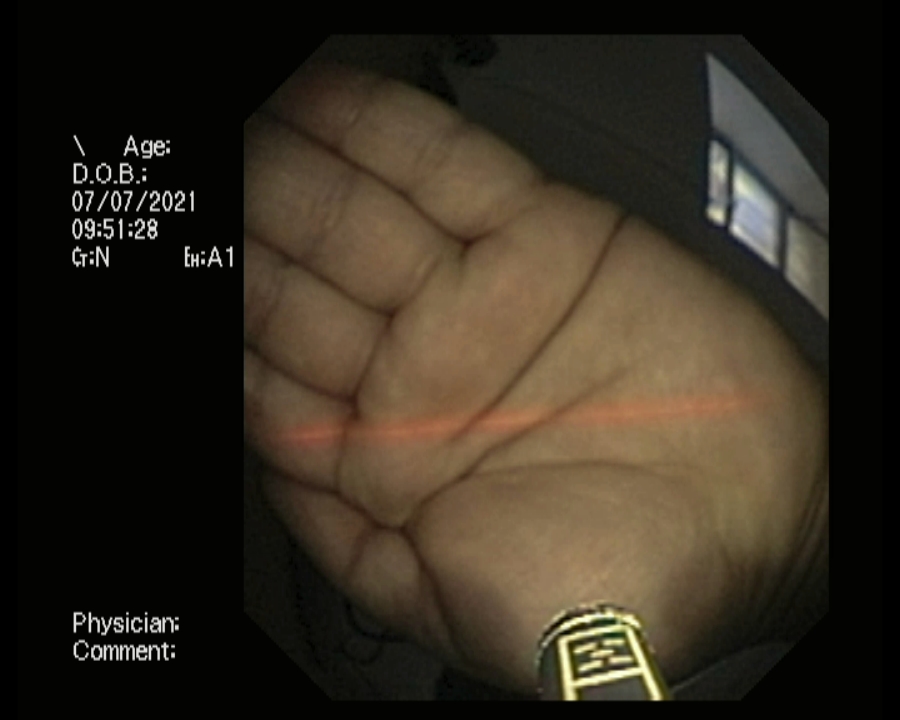 \ Age:
D.O.B.:
07/07/2021
09:51:28
Cr:N Eh:A1
Physician:
Comment: